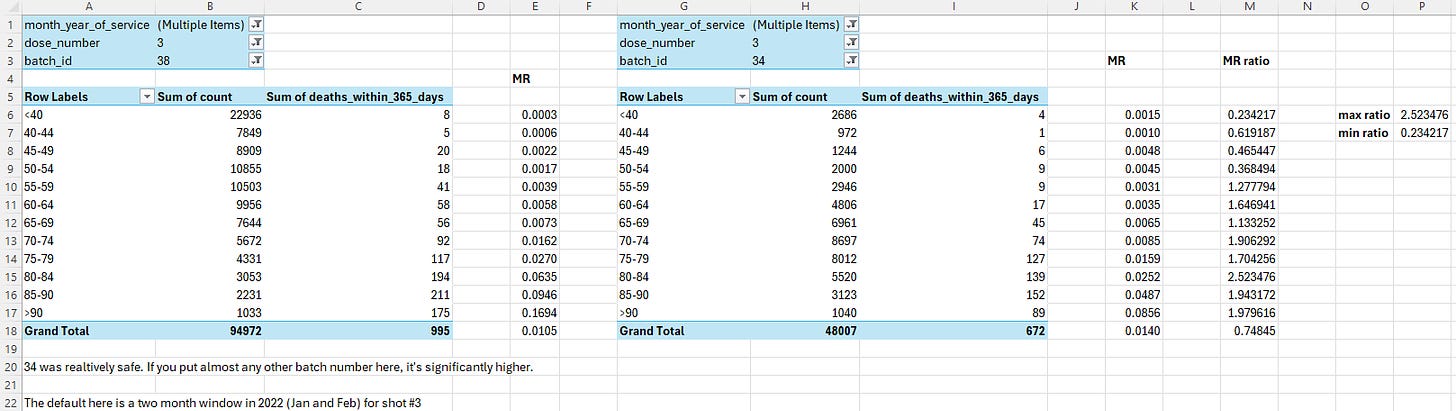 A B C D E F G H I J K L M N O P
1 month_year_of_service (Multiple Items) month_year_of_service (Multiple Items)
2 dose_number 3 dose_number 3
3 batch_id 38 batch_id 34 MR MR ratio
4 MR
5 Row Labels Sum of count Sum of deaths_within_365_days Row Labels Sum of count Sum of deaths_within_365_days
6 <40 22936 8 0.0003 <40 2686 4 0.0015 0.234217 max ratio 2.523476
7 40-44 7849 5 0.0006 40-44 972 1 0.0010 0.619187 min ratio 0.234217
8 45-49 8909 20 0.0022 45-49 1244 6 0.0048 0.465447
9 50-54 10855 18 0.0017 50-54 2000 9 0.0045 0.368494
10 55-59 10503 41 0.0039 55-59 2946 9 0.0031 1.277794
11 60-64 9956 58 0.0058 60-64 4806 17 0.0035 1.646941
12 65-69 7644 56 0.0073 65-69 6961 45 0.0065 1.133252
13 70-74 5672 92 0.0162 70-74 8697 74 0.0085 1.906292
14 75-79 4331 117 0.0270 75-79 8012 127 0.0159 1.704256
15 80-84 3053 194 0.0635 80-84 5520 139 0.0252 2.523476
16 85-90 2231 211 0.0946 85-90 3123 152 0.0487 1.943172
17 >90 1033 175 0.1694 >90 1040 89 0.0856 1.979616
18 Grand Total 94972 995 0.0105 Grand Total 48007 672 0.0140 0.74845
19
20 34 was realtively safe. If you put almost any other batch number here, it's significantly higher.
21
22 The default here is a two month window in 2022 (Jan and Feb) for shot #3